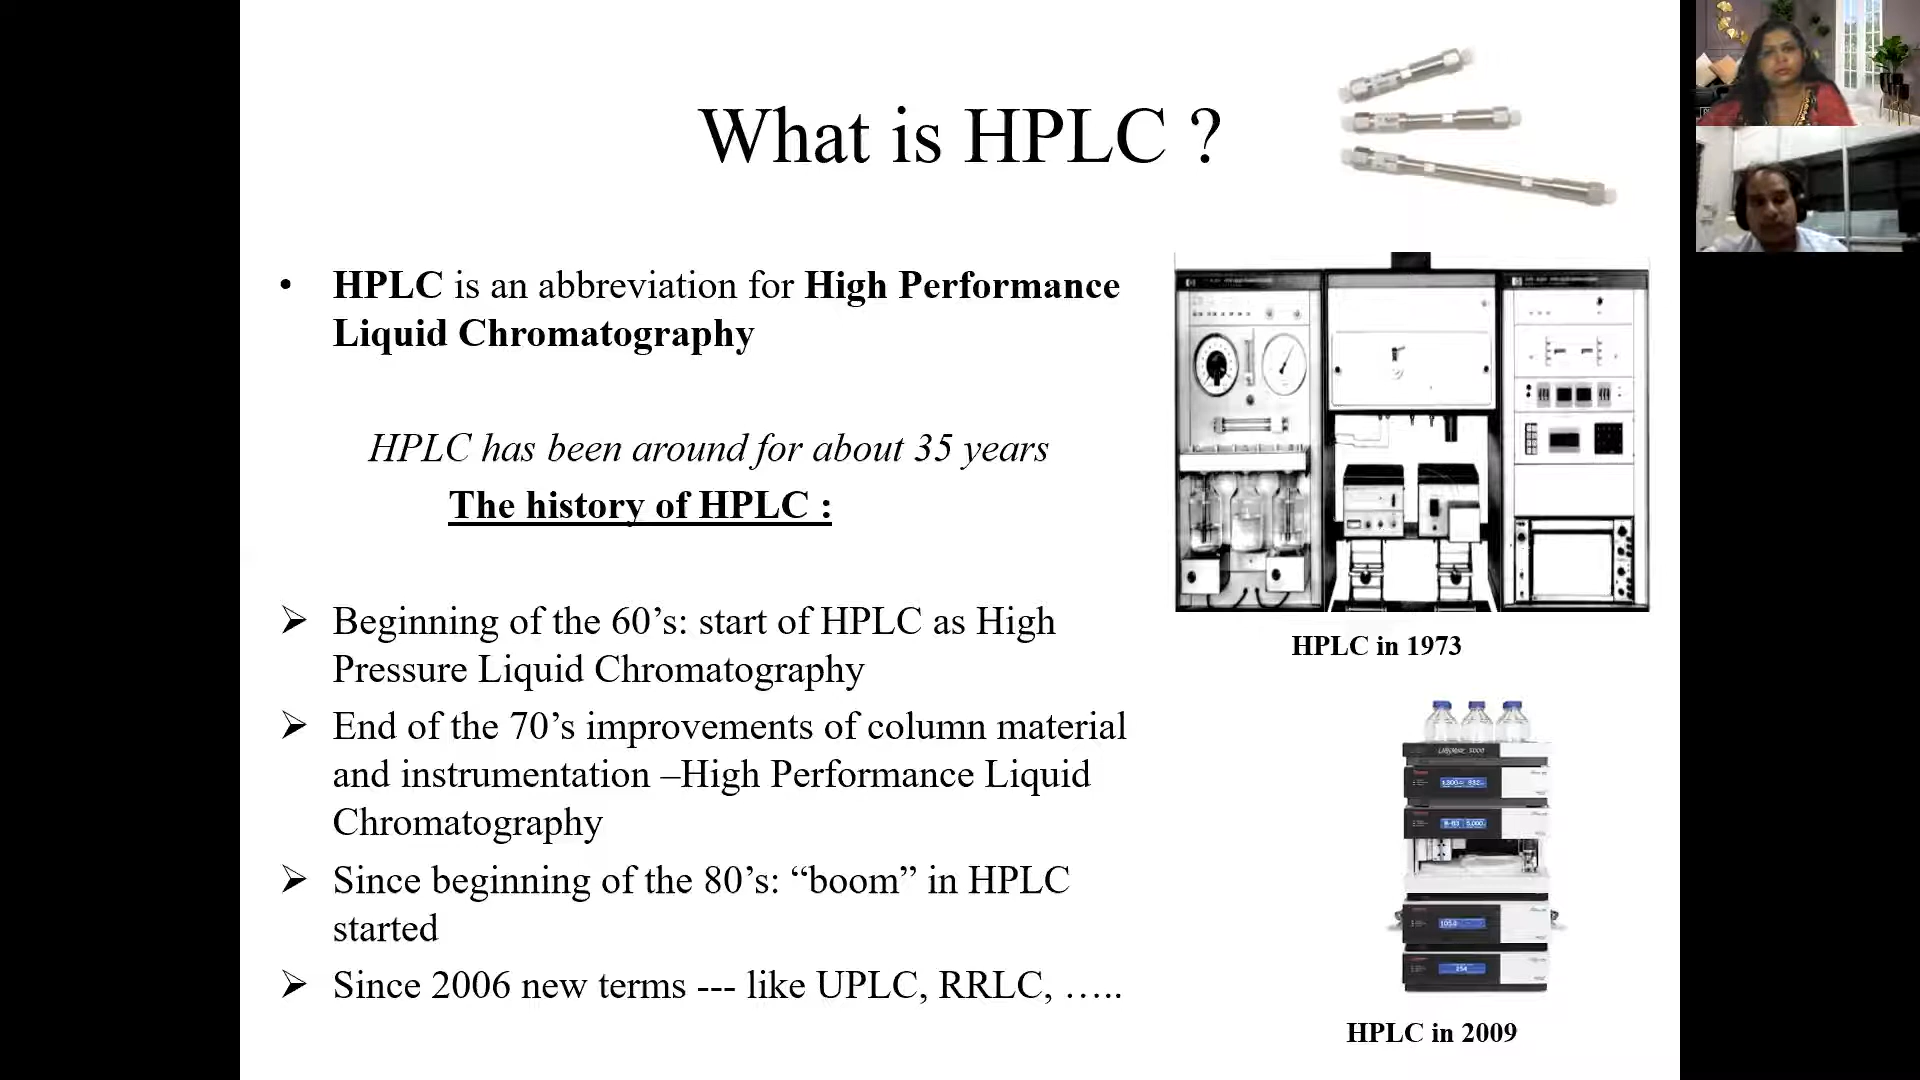 What is HPLC ?
• HPLC is an abbreviation for High Performance
Liquid Chromatography
HPLC has been around for about 35 years
The history of HPLC :
➢ Beginning of the 60’s: start of HPLC as High
Pressure Liquid Chromatography
➢ End of the 70’s improvements of column material
and instrumentation –High Performance Liquid
Chromatography
➢ Since beginning of the 80’s: “boom” in HPLC
started
➢ Since 2006 new terms --- like UPLC, RRLC, …..
HPLC in 1973
HPLC in 2009